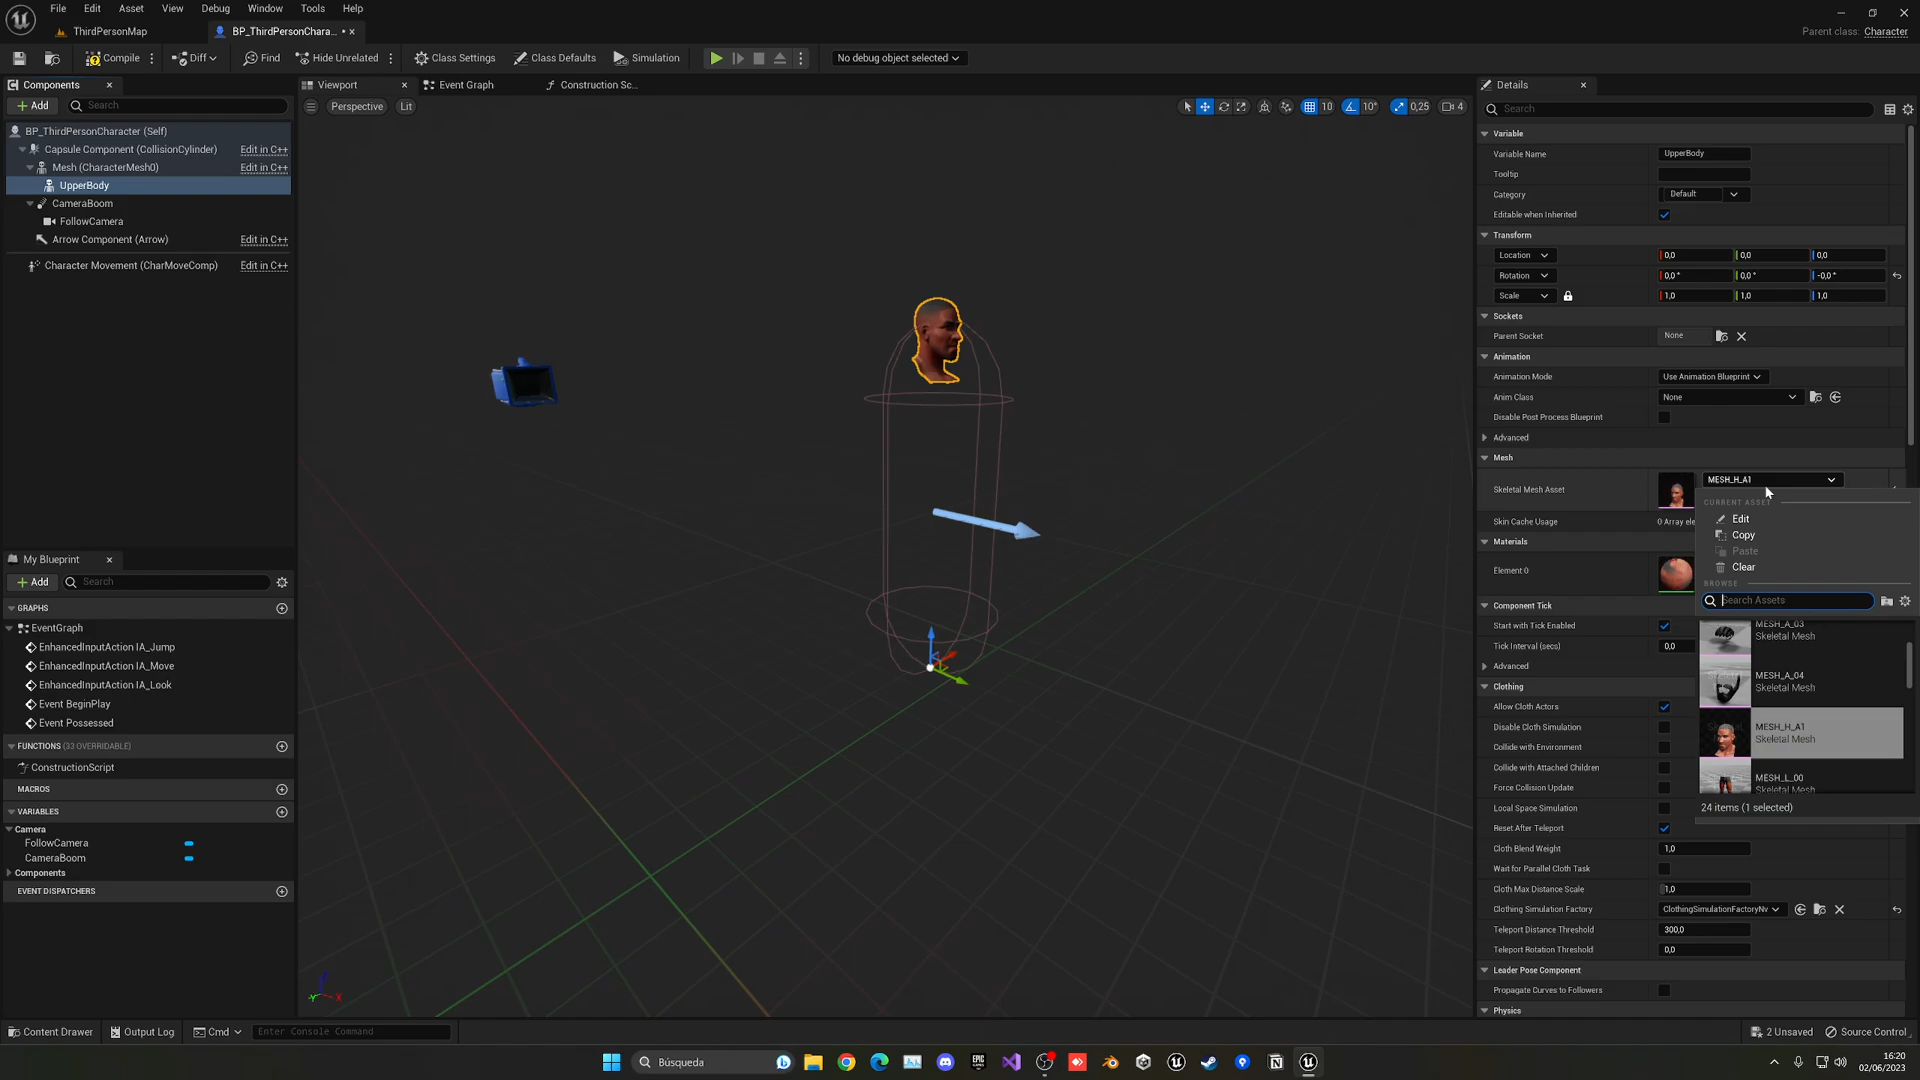 File Edit Asset View Debug Window Tools Help
ThirdPersonMap
BP_ThirdPersonChara... •
Parent class: Character
Compile
Diff
Find
Hide Unrelated
Class Settings
Class Defaults
Simulation
No debug object selected
Components
Add
Search
BP_ThirdPersonCharacter (Self)
Capsule Component (CollisionCylinder) Edit in C++
Mesh (CharacterMesh0) Edit in C++
UpperBody
CameraBoom
FollowCamera
Arrow Component (Arrow) Edit in C++
Character Movement (CharMoveComp) Edit in C++
My Blueprint
Add
Search
GRAPHS
EventGraph
EnhancedInputAction IA_Jump
EnhancedInputAction IA_Move
EnhancedInputAction IA_Look
Event BeginPlay
Event Possessed
FUNCTIONS (33 OVERRIDABLE)
ConstructionScript
MACROS
VARIABLES
Camera
FollowCamera
CameraBoom
Components
EVENT DISPATCHERS
Viewport
Event Graph
Construction Sc...
Perspective
Lit
10
10°
0,25
4
Z
Y X
Details
Search
Variable
Variable Name UpperBody
Tooltip
Category Default
Editable when Inherited
Transform
Location 0,0 0,0 0,0
Rotation 0,0 ° 0,0 ° -0,0 °
Scale 1,0 1,0 1,0
Sockets
Parent Socket None
Animation
Animation Mode Use Animation Blueprint
Anim Class None
Disable Post Process Blueprint
Advanced
Mesh
Skeletal Mesh Asset MESH_H_A1
Skin Cache Usage 0 Array ele
Materials
Element 0
Component Tick
Start with Tick Enabled
Tick Interval (secs) 0,0
Advanced
Clothing
Allow Cloth Actors
Disable Cloth Simulation
Collide with Environment
Collide with Attached Children
Force Collision Update
Local Space Simulation
Reset After Teleport
Cloth Blend Weight 1,0
Wait for Parallel Cloth Task
Cloth Max Distance Scale 1,0
Clothing Simulation Factory ClothingSimulationFactoryNv
Teleport Distance Threshold 300,0
Teleport Rotation Threshold 0,0
Leader Pose Component
Propagate Curves to Followers
Physics
CURRENT ASSET
Edit
Copy
Paste
Clear
BROWSE
Search Assets
MESH_A_03
Skeletal Mesh
MESH_A_04
Skeletal Mesh
MESH_H_A1
Skeletal Mesh
MESH_L_00
Skeletal Mesh
24 items (1 selected)
Content Drawer
Output Log
Cmd
Enter Console Command
2 Unsaved
Source Control
Búsqueda
16:20
02/06/2023